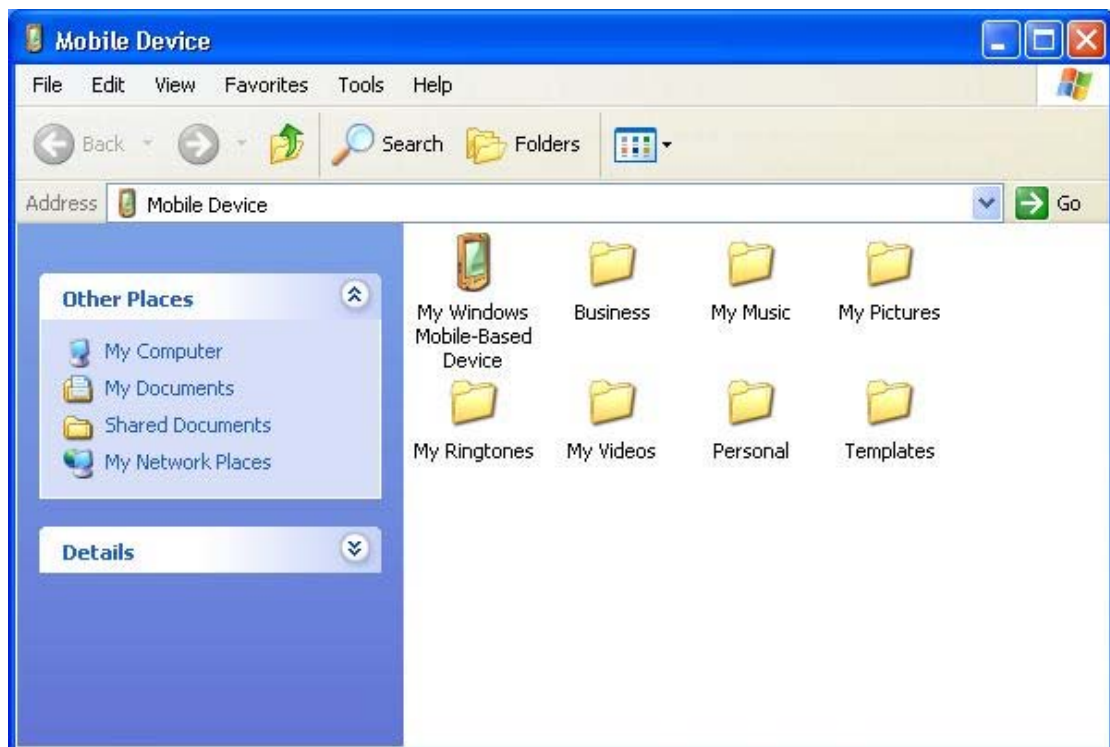 Mobile Device
File Edit View Favorites Tools Help
Back Search Folders
Address Mobile Device Go
Other Places
My Computer
My Documents
Shared Documents
My Network Places
Details
My Windows
Mobile-Based
Device
Business
My Music
My Pictures
My Ringtones
My Videos
Personal
Templates